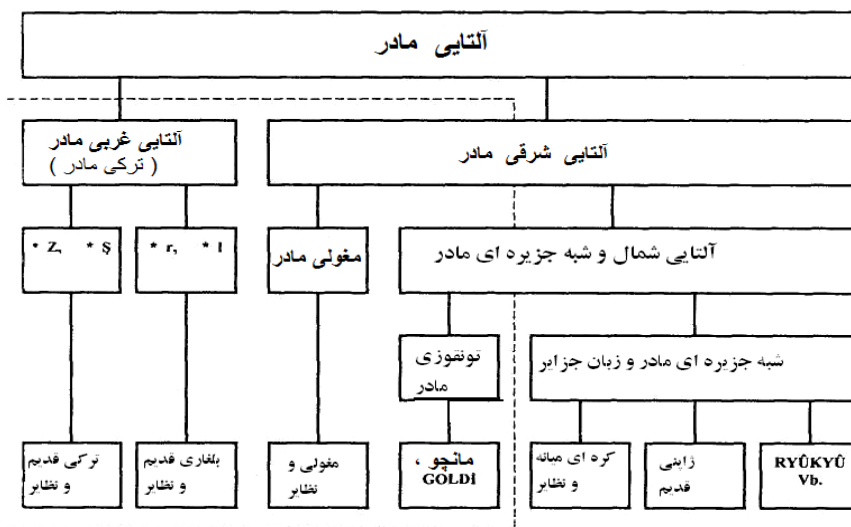 آلتایی مادر
آلتایی غربی مادر
( ترکی مادر )
آلتایی شرقی مادر
* Z, * Ş
* r, * l
مغولی مادر
آلتایی شمال و شبه جزیره ای مادر
تونقوزی
مادر
شبه جزیره ای مادر و زبان جزایر
ترکی قدیم
و نظایر
بلغاری قدیم
و نظایر
مغولی و
نظایر
مانچو ،
GOLDİ
کره ای میانه
و نظایر
ژاپنی
قدیم
RYÛKYÛ
Vb.